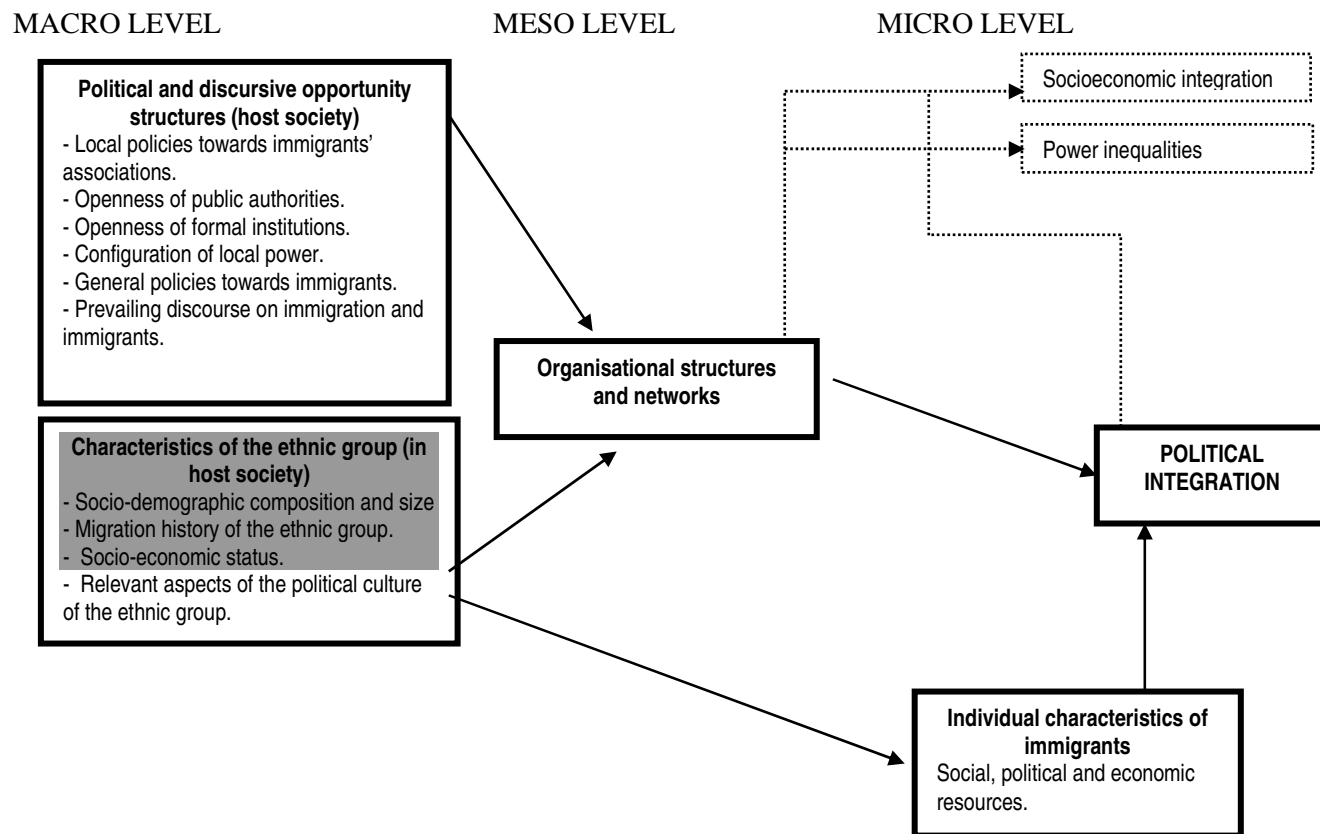 MACRO LEVEL
MESO LEVEL
MICRO LEVEL
Political and discursive opportunity
structures (host society)
- Local policies towards immigrants’
associations.
- Openness of public authorities.
- Openness of formal institutions.
- Configuration of local power.
- General policies towards immigrants.
- Prevailing discourse on immigration and
immigrants.
Characteristics of the ethnic group (in
host society)
- Socio-demographic composition and size
- Migration history of the ethnic group.
- Socio-economic status.
- Relevant aspects of the political culture
of the ethnic group.
Organisational structures
and networks
Socioeconomic integration
Power inequalities
POLITICAL
INTEGRATION
Individual characteristics of
immigrants
Social, political and economic
resources.